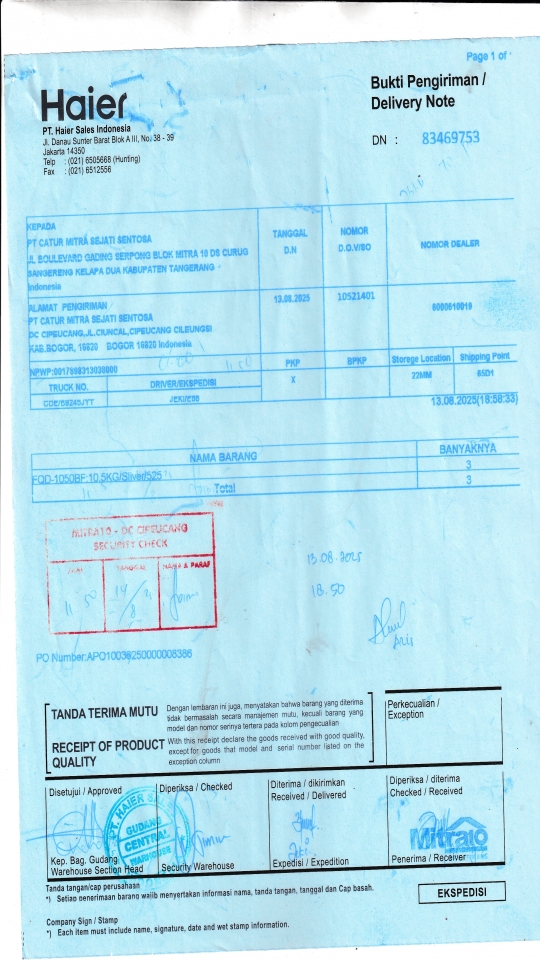 Page 1 of
Haier
Bukti Pengiriman /
Delivery Note
PT. Haier Sales Indonesia
Jl. Danau Sunter Barat Blok A III, No. 38 - 39
Jakarta 14350
Telp : (021) 6505668 (Hunting)
Fax : (021) 6512556
DN : 83469753
KEPADA
PT CATUR MITRA SEJATI SENTOSA
JL BOULEVARD GADING SERPONG BLOK MITRA 10 DS CURUG
SANGERENG KELAPA DUA KABUPATEN TANGERANG -
Indonesia
TANGGAL D.N
NOMOR D.O.V/SO
NOMOR DEALER
ALAMAT PENGIRIMAN
PT CATUR MITRA SEJATI SENTOSA
DC CIPEUCANG,JL.CIUNCAL,CIPEUCANG CILEUNGSI
KAB.BOGOR, 16820 BOGOR 16820 Indonesia
13.08.2025
10521401
PKP
BPKP
Storege Location
Shipping Point
X
22MM
TRUCK NO.
DRIVER/EKSPEDISI
13.08.2025(18:58:33)
NAMA BARANG
BANYAKNYA
FQD-1050BF;10.5KG/Silver/525
3
Total
3
MITRA10 - DC CIPEUCANG
SECURITY CHECK
JAM
TANGGAL
NAMA & PARAF
11.50
14/8
13.08.2025
18.50
Aris
PO Number:APO10036250000008386
TANDA TERIMA MUTU
Dengan lembaran ini juga, menyatakan bahwa barang yang diterima
tidak bermasalah secara manajemen mutu, kecuali barang yang
model dan nomor serinya tertera pada kolom pengecualian
RECEIPT OF PRODUCT QUALITY
With this receipt declare the goods received with good quality,
except for goods that model and serial number listed on the
exception column
Perkecualian /
Exception
Disetujui / Approved
Diperiksa / Checked
Diterima / dikirimkan
Received / Delivered
Diperiksa / diterima
Checked / Received
PT. HAIER
GUDANG
CENTRAL
WAREHOUSE
Mitra10
Kep. Bag. Gudang
Warehouse Section Head
Security Warehouse
Expedisi / Expedition
Penerima / Receiver
Tanda tangan/cap perusahaan
*) Setiap penerimaan barang wajib menyertakan informasi nama, tanda tangan, tanggal dan Cap basah.
EKSPEDISI
Company Sign / Stamp
*) Each item must include name, signature, date and wet stamp information.